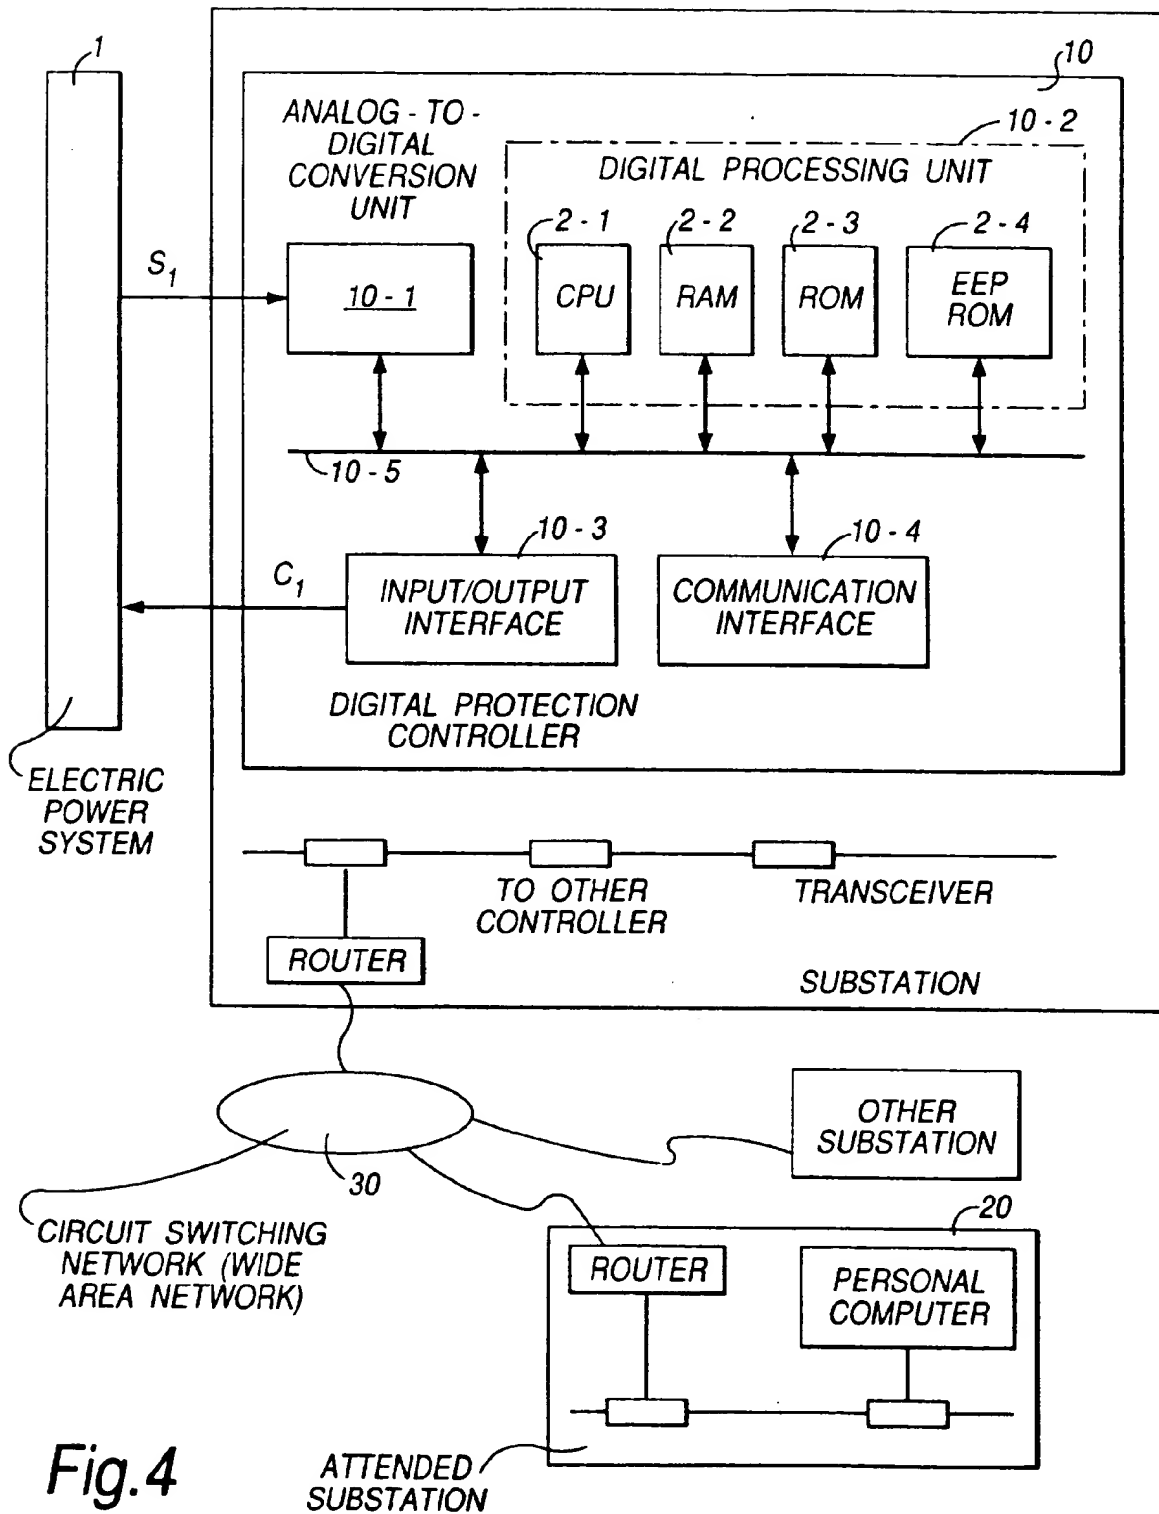 1
10
ANALOG - TO -
DIGITAL
CONVERSION
UNIT
10 - 2
DIGITAL PROCESSING UNIT
2 - 1
2 - 2
2 - 3
2 - 4
S1
10 - 1
CPU
RAM
ROM
EEP
ROM
10 - 5
10 - 3
10 - 4
C1
INPUT/OUTPUT
INTERFACE
COMMUNICATION
INTERFACE
DIGITAL PROTECTION
CONTROLLER
ELECTRIC
POWER
SYSTEM
TO OTHER
CONTROLLER
TRANSCEIVER
ROUTER
SUBSTATION
OTHER
SUBSTATION
30
CIRCUIT SWITCHING
NETWORK (WIDE
AREA NETWORK)
20
ROUTER
PERSONAL
COMPUTER
Fig.4
ATTENDED
SUBSTATION